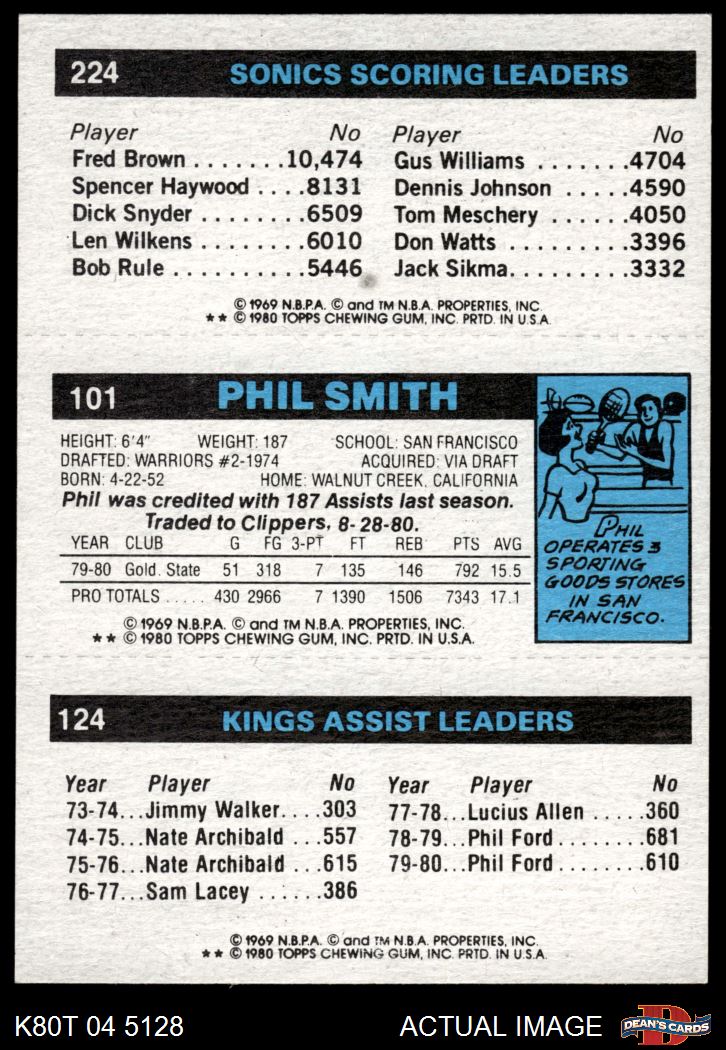 224 SONICS SCORING LEADERS
Player No Player No
Fred Brown . . . . . . . 10,474 Gus Williams . . . . . . . 4704
Spencer Haywood . . . . 8131 Dennis Johnson . . . . . 4590
Dick Snyder . . . . . . . . 6509 Tom Meschery . . . . . . 4050
Len Wilkens . . . . . . . . 6010 Don Watts . . . . . . . . . 3396
Bob Rule . . . . . . . . . . 5446 Jack Sikma. . . . . . . . . 3332
© 1969 N.B.P.A. © and TM N.B.A. PROPERTIES, INC.
★★ © 1980 TOPPS CHEWING GUM, INC. PRTD. IN U.S.A.
101 PHIL SMITH
HEIGHT: 6'4" WEIGHT: 187 SCHOOL: SAN FRANCISCO
DRAFTED: WARRIORS #2-1974 ACQUIRED: VIA DRAFT
BORN: 4-22-52 HOME: WALNUT CREEK, CALIFORNIA
Phil was credited with 187 Assists last season.
Traded to Clippers, 8-28-80.
YEAR CLUB G FG 3-PT FT REB PTS AVG
79-80 Gold. State 51 318 7 135 146 792 15.5
PRO TOTALS . . . . . 430 2966 7 1390 1506 7343 17.1
© 1969 N.B.P.A. © and TM N.B.A. PROPERTIES, INC.
★★ © 1980 TOPPS CHEWING GUM, INC. PRTD. IN U.S.A.
PHIL
OPERATES 3
SPORTING
GOODS STORES
IN SAN
FRANCISCO.
124 KINGS ASSIST LEADERS
Year Player No Year Player No
73-74...Jimmy Walker. . . .303 77-78...Lucius Allen . . . . .360
74-75...Nate Archibald . . .557 78-79...Phil Ford . . . . . . . .681
75-76...Nate Archibald . . .615 79-80...Phil Ford . . . . . . . .610
76-77...Sam Lacey . . . . . .386
© 1969 N.B.P.A. © and TM N.B.A. PROPERTIES, INC.
★★ © 1980 TOPPS CHEWING GUM, INC. PRTD. IN U.S.A.
K80T 04 5128 ACTUAL IMAGE D DEAN'S CARDS